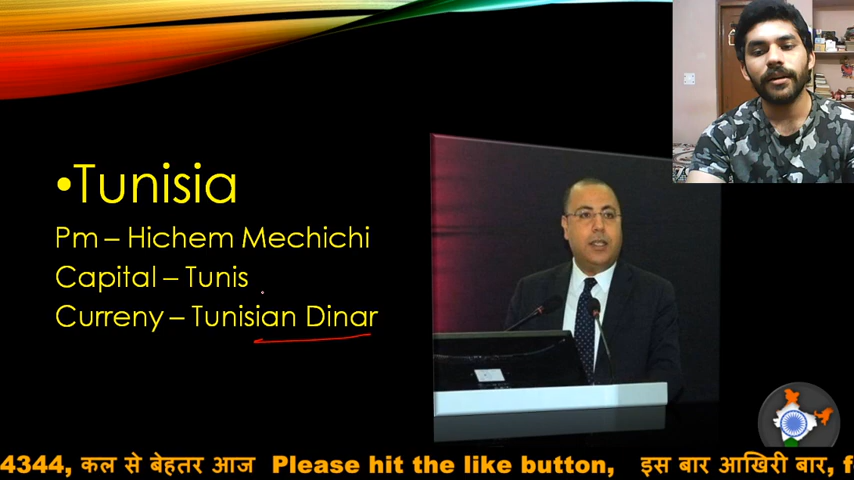 •Tunisia
Pm – Hichem Mechichi
Capital – Tunis
Curreny – Tunisian Dinar
4344, कल से बेहतर आज Please hit the like button, इस बार आखिरी बार, f